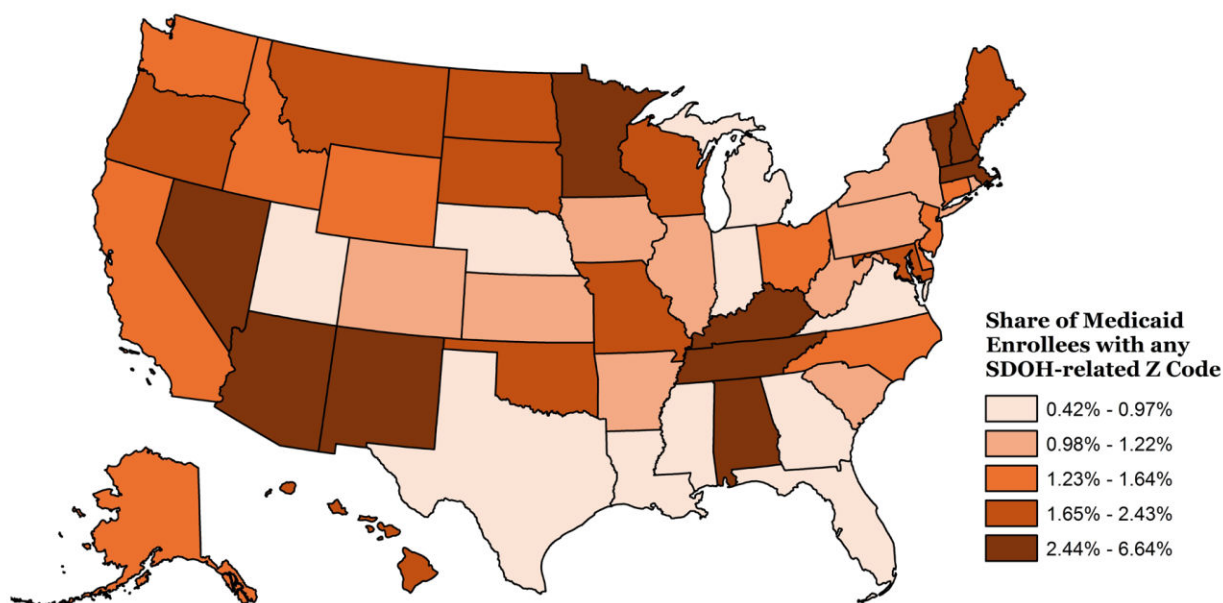 Share of Medicaid
Enrollees with any
SDOH-related Z Code
0.42% - 0.97%
0.98% - 1.22%
1.23% - 1.64%
1.65% - 2.43%
2.44% - 6.64%